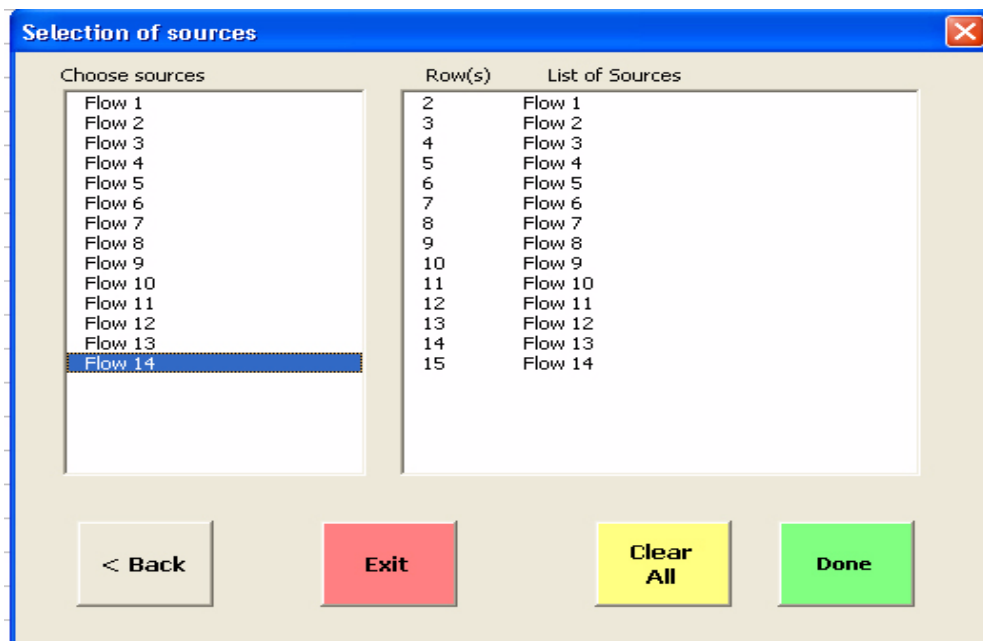 Selection of sources
Choose sources
Flow 1
Flow 2
Flow 3
Flow 4
Flow 5
Flow 6
Flow 7
Flow 8
Flow 9
Flow 10
Flow 11
Flow 12
Flow 13
Flow 14
Row(s) List of Sources
2 Flow 1
3 Flow 2
4 Flow 3
5 Flow 4
6 Flow 5
7 Flow 6
8 Flow 7
9 Flow 8
10 Flow 9
11 Flow 10
12 Flow 11
13 Flow 12
14 Flow 13
15 Flow 14
< Back
Exit
Clear
All
Done